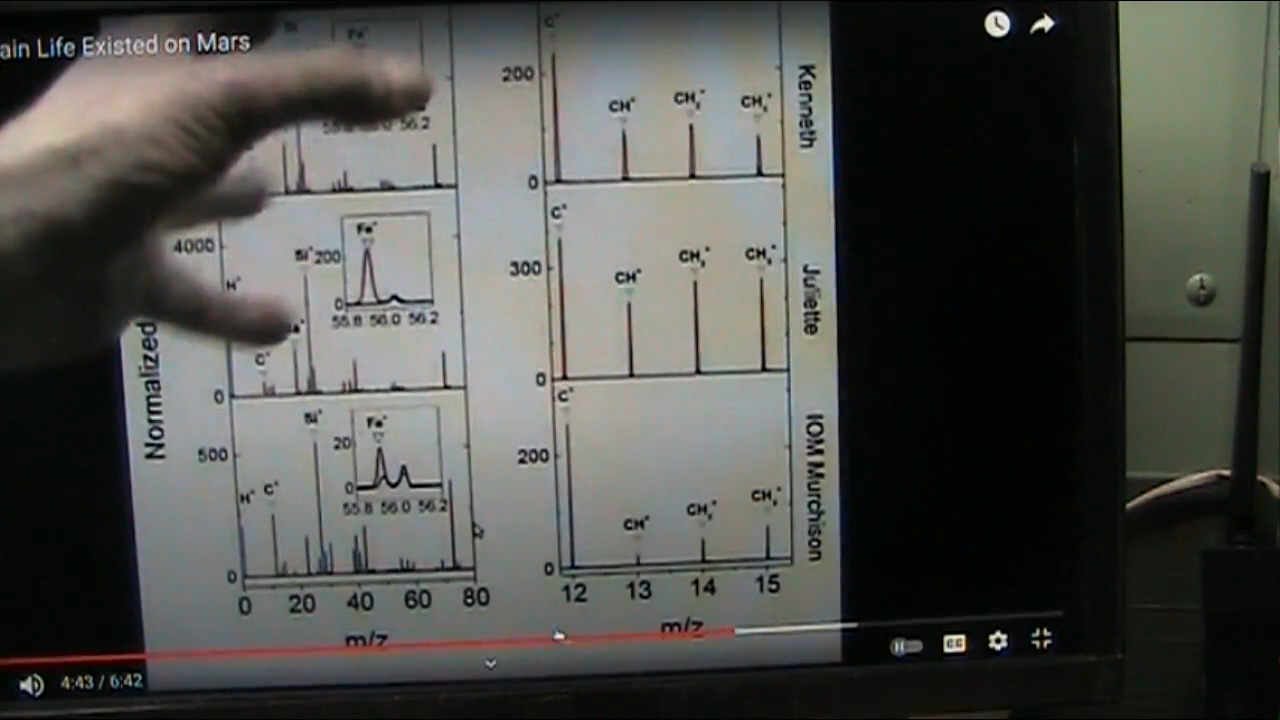 ain Life Existed on Mars
Si⁺
Fe⁺
56.2
200
0
C⁺
CH⁺
CH₂⁺
CH₃⁺
Kenneth
4000
0
H⁺
C⁺
Si⁺
200
0
Fe⁺
55.8 56.0 56.2
300
0
C⁺
CH⁺
CH₂⁺
CH₃⁺
Juliette
Normalized
500
0
H⁺
C⁺
Si⁺
20
0
Fe⁺
55.8 56.0 56.2
200
0
C⁺
CH⁺
CH₂⁺
CH₃⁺
IOM Murchison
0 20 40 60 80
12 13 14 15
m/z
m/z
CC
4:43 / 6:42